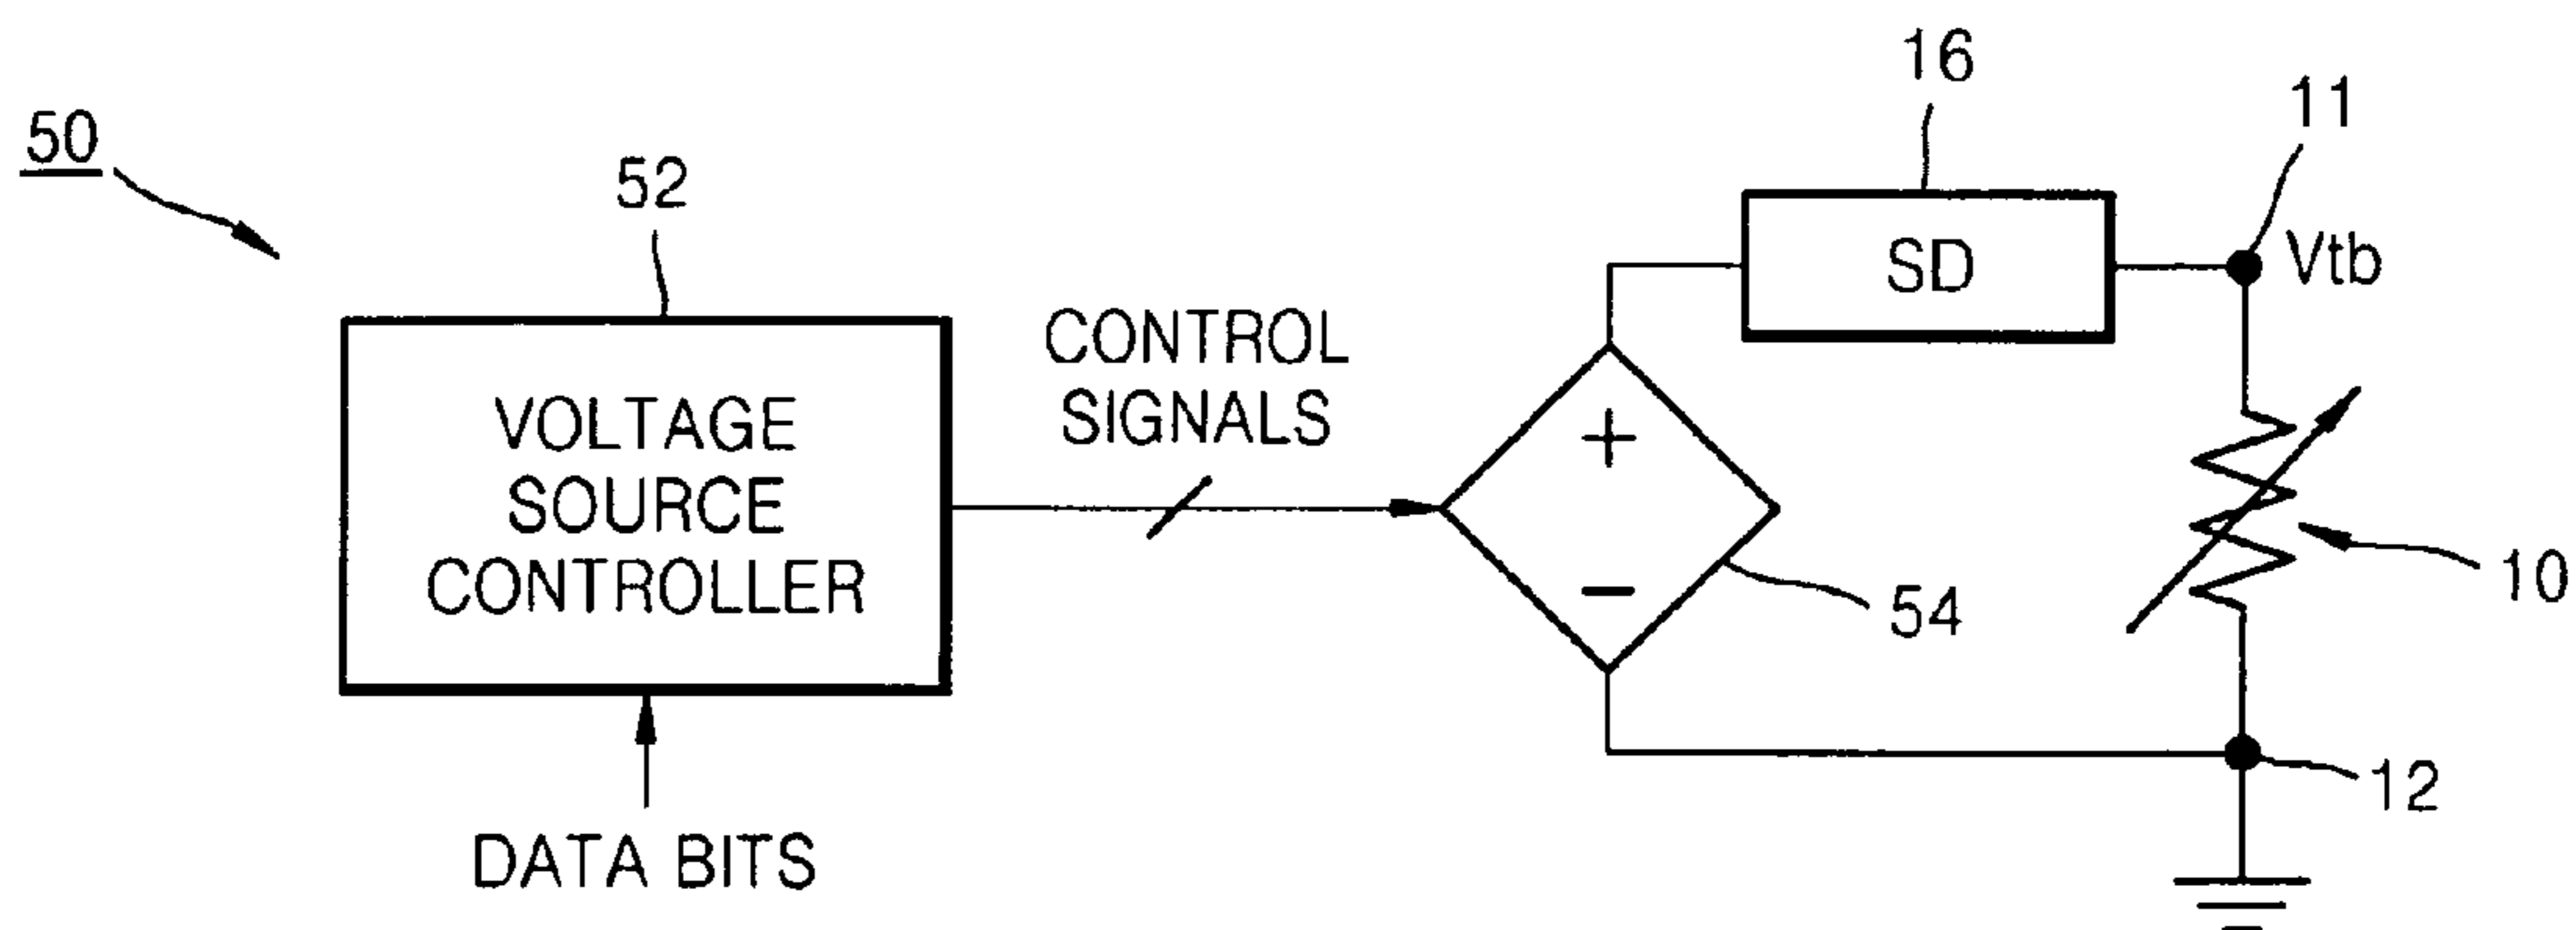 50
52
VOLTAGE
SOURCE
CONTROLLER
DATA BITS
CONTROL
SIGNALS
+
−
54
16
SD
11
Vtb
10
12